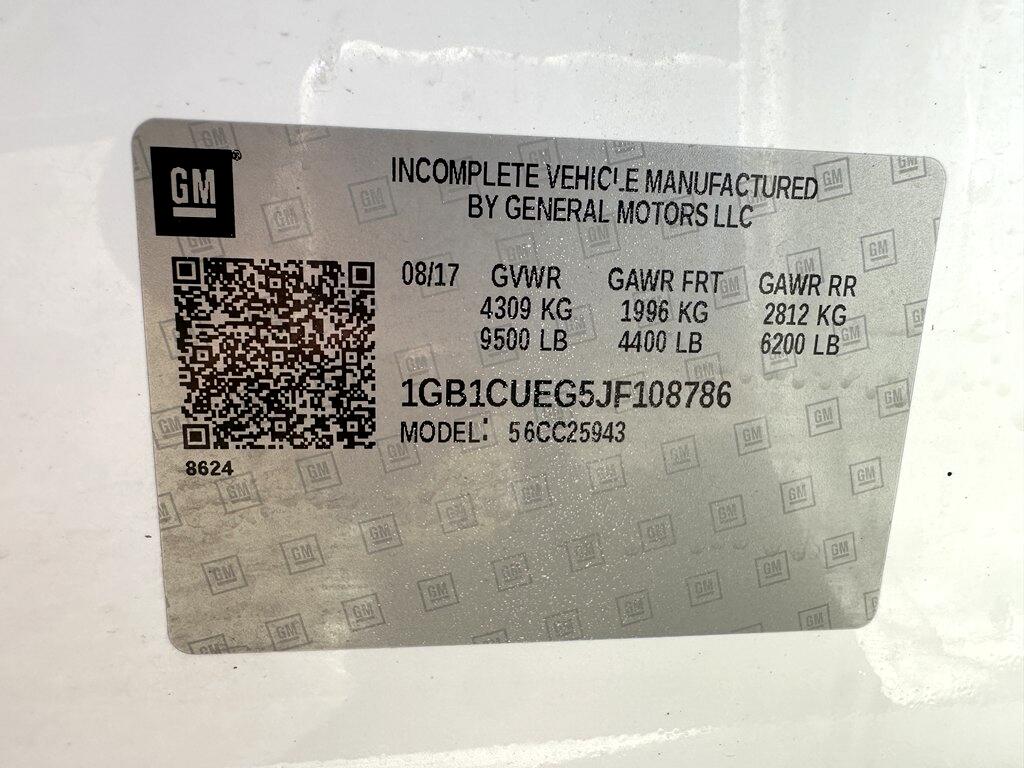 GM®
INCOMPLETE VEHICLE MANUFACTURED
BY GENERAL MOTORS LLC
08/17 GVWR GAWR FRT GAWR RR
4309 KG 1996 KG 2812 KG
9500 LB 4400 LB 6200 LB
1GB1CUEG5JF108786
MODEL: 56CC25943
8624